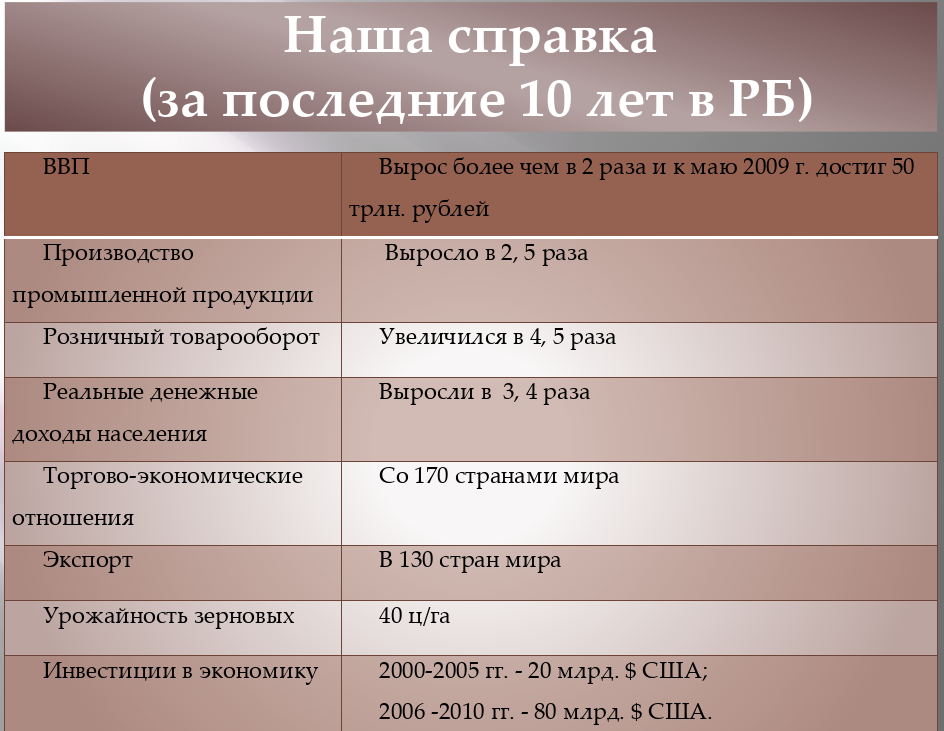 Наша справка
(за последние 10 лет в РБ)
ВВП
Вырос более чем в 2 раза и к маю 2009 г. достиг 50
трлн. рублей
Производство
промышленной продукции
Выросло в 2, 5 раза
Розничный товарооборот
Увеличился в 4, 5 раза
Реальные денежные
доходы населения
Выросли в 3, 4 раза
Торгово-экономические
отношения
Со 170 странами мира
Экспорт
В 130 стран мира
Урожайность зерновых
40 ц/га
Инвестиции в экономику
2000-2005 гг. - 20 млрд. $ США;
2006 -2010 гг. - 80 млрд. $ США.